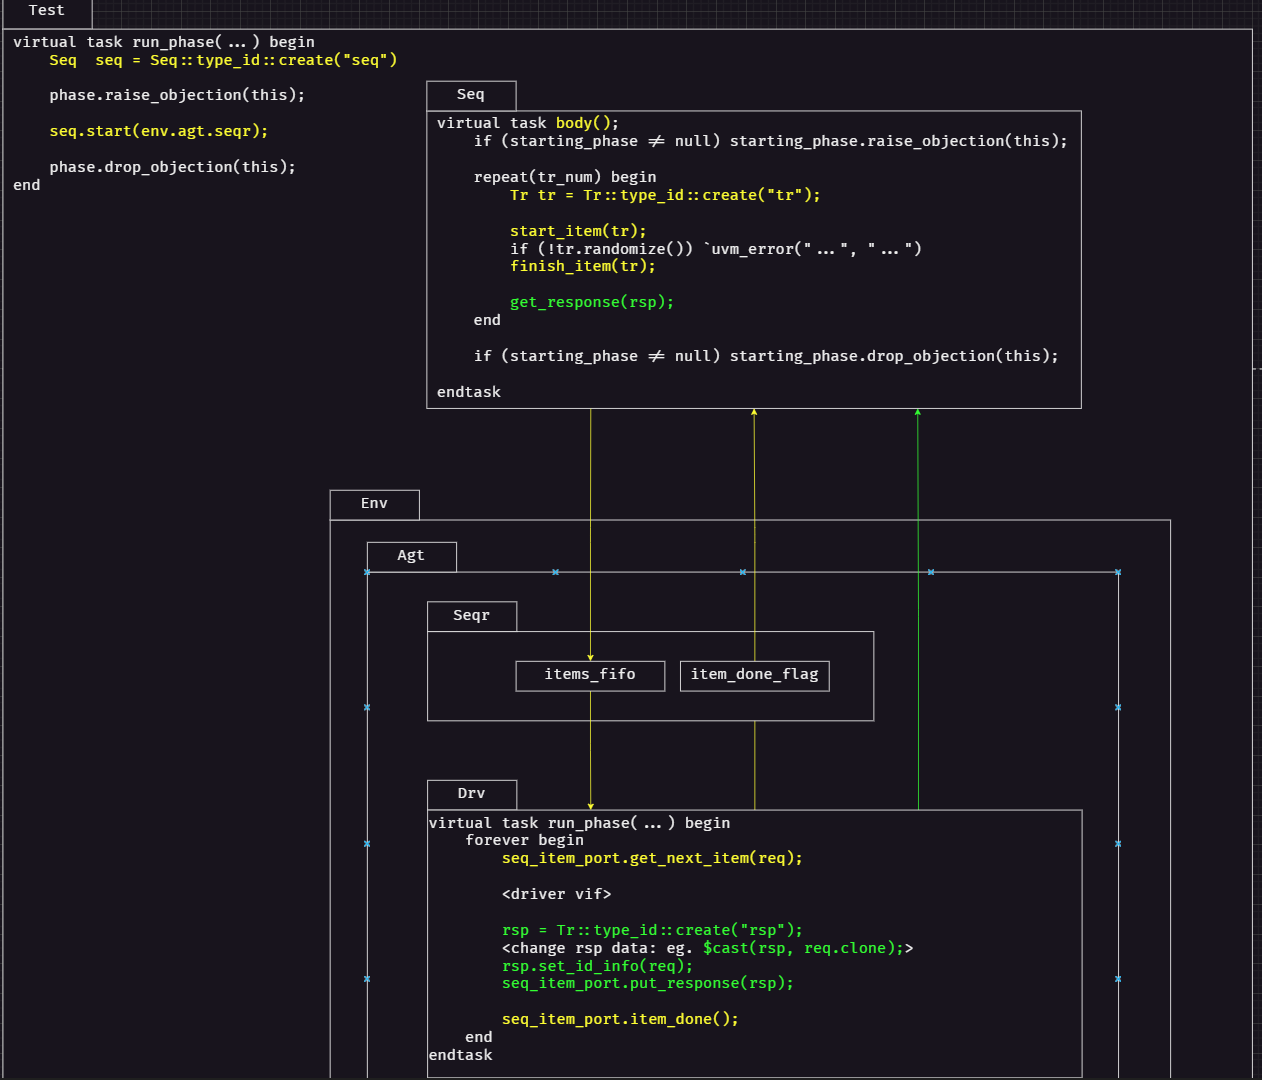 Test
virtual task run_phase(...) begin
Seq  seq = Seq::type_id::create("seq")
phase.raise_objection(this);
seq.start(env.agt.seqr);
phase.drop_objection(this);
end
Seq
virtual task body();
if (starting_phase != null) starting_phase.raise_objection(this);
repeat(tr_num) begin
Tr tr = Tr::type_id::create("tr");
start_item(tr);
if (!tr.randomize()) `uvm_error("...", "...")
finish_item(tr);
get_response(rsp);
end
if (starting_phase != null) starting_phase.drop_objection(this);
endtask
Env
Agt
Seqr
items_fifo
item_done_flag
Drv
virtual task run_phase(...) begin
forever begin
seq_item_port.get_next_item(req);
<driver vif>
rsp = Tr::type_id::create("rsp");
<change rsp data: eg. $cast(rsp, req.clone);>
rsp.set_id_info(req);
seq_item_port.put_response(rsp);
seq_item_port.item_done();
end
endtask